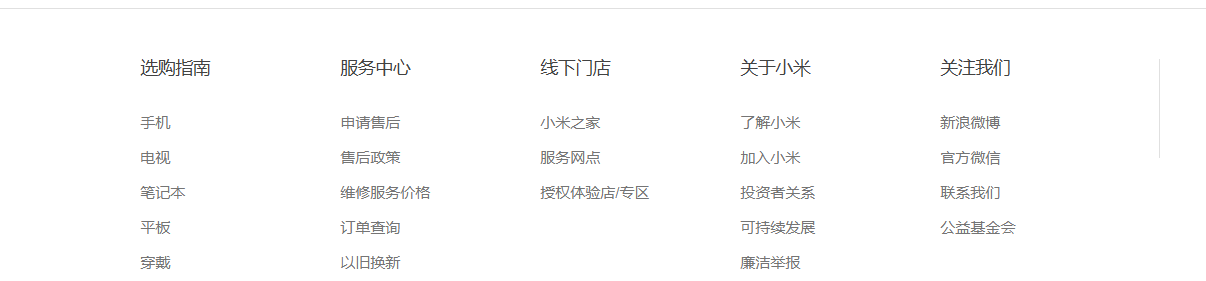 选购指南
手机
电视
笔记本
平板
穿戴
服务中心
申请售后
售后政策
维修服务价格
订单查询
以旧换新
线下门店
小米之家
服务网点
授权体验店/专区
关于小米
了解小米
加入小米
投资者关系
可持续发展
廉洁举报
关注我们
新浪微博
官方微信
联系我们
公益基金会